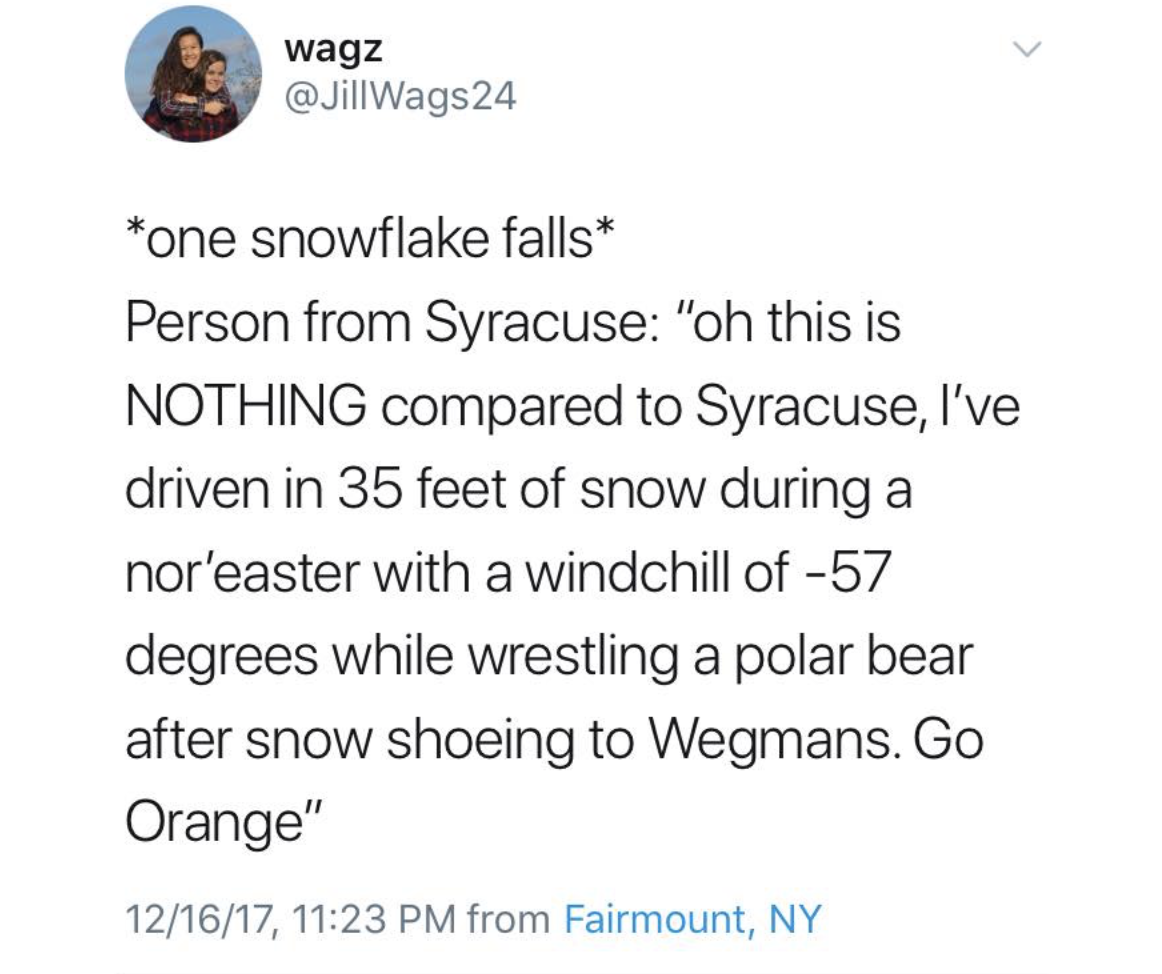 wagz
@JillWags24
*one snowflake falls*
Person from Syracuse: “oh this is
NOTHING compared to Syracuse, I’ve
driven in 35 feet of snow during a
nor’easter with a windchill of -57
degrees while wrestling a polar bear
after snow shoeing to Wegmans. Go
Orange”
12/16/17, 11:23 PM from Fairmount, NY